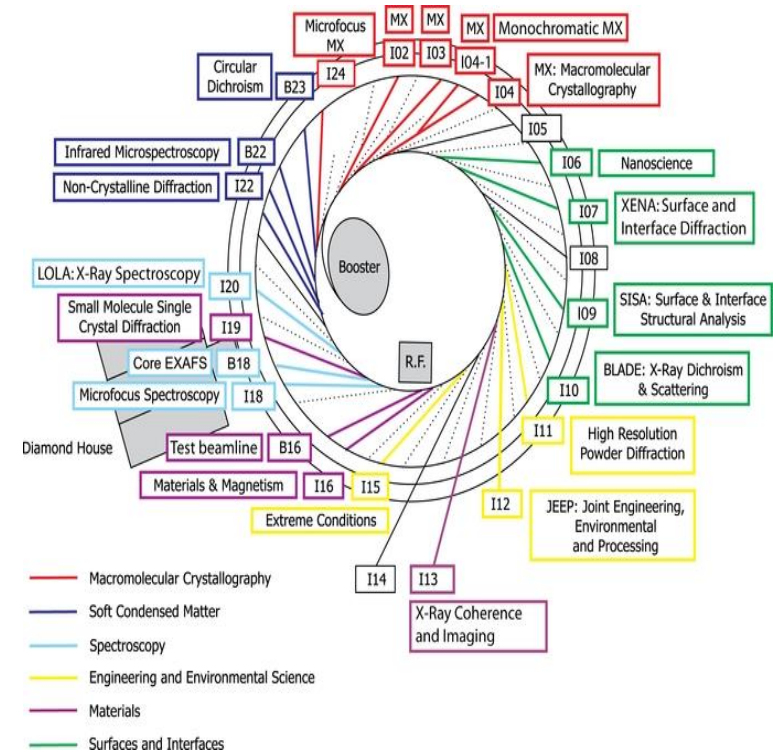 Microfocus
MX
MX
MX
MX
Monochromatic MX
I24
I02
I03
I04-1
I04
MX: Macromolecular
Crystallography
Circular
Dichroism
B23
I05
Infrared Microspectroscopy
B22
I06
Nanoscience
Non-Crystalline Diffraction
I22
I07
XENA: Surface and
Interface Diffraction
Booster
I08
LOLA: X-Ray Spectroscopy
I20
SISA: Surface & Interface
Structural Analysis
I09
Small Molecule Single
Crystal Diffraction
I19
R.F.
Core EXAFS
B18
BLADE: X-Ray Dichroism
& Scattering
I10
Microfocus Spectroscopy
I18
I11
High Resolution
Powder Diffraction
Diamond House
Test beamline
B16
Materials & Magnetism
I16
I15
I12
JEEP: Joint Engineering,
Environmental
and Processing
Extreme Conditions
I14
I13
X-Ray Coherence
and Imaging
Macromolecular Crystallography
Soft Condensed Matter
Spectroscopy
Engineering and Environmental Science
Materials
Surfaces and Interfaces